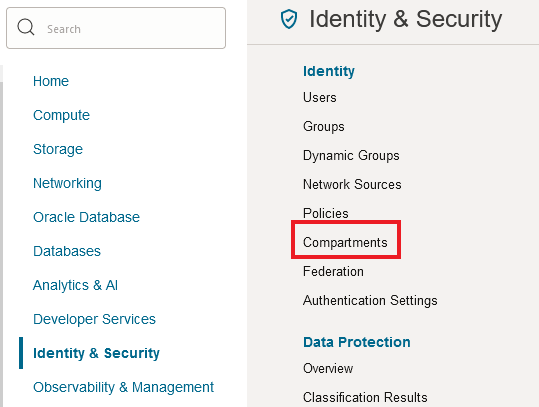 Search
Home
Compute
Storage
Networking
Oracle Database
Databases
Analytics & AI
Developer Services
Identity & Security
Observability & Management
Identity & Security
Identity
Users
Groups
Dynamic Groups
Network Sources
Policies
Compartments
Federation
Authentication Settings
Data Protection
Overview
Classification Results